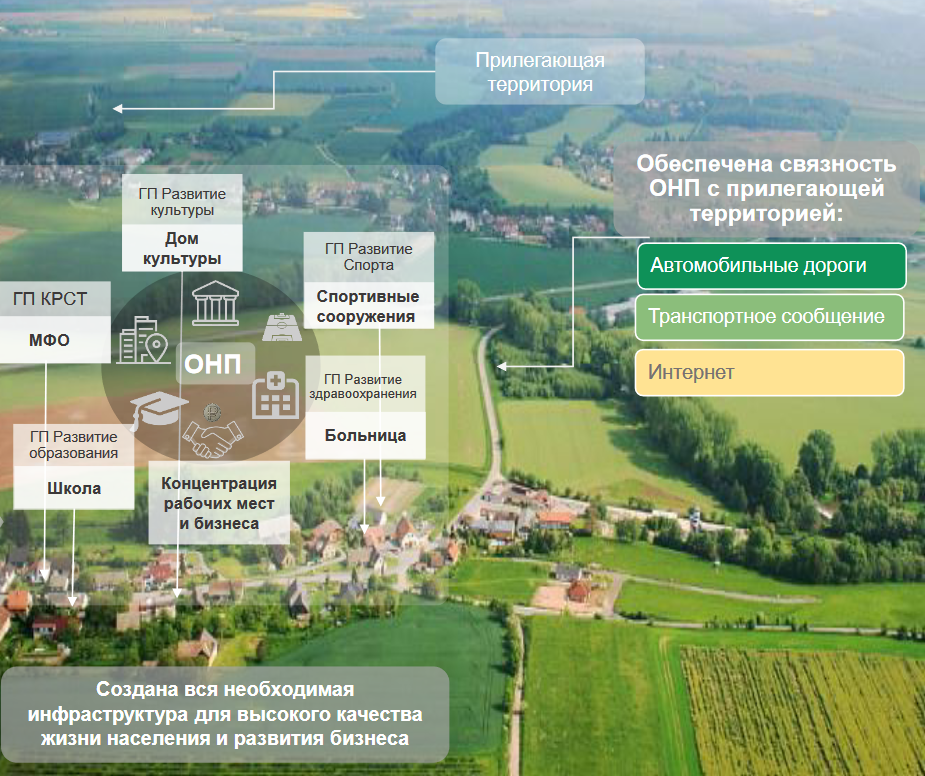 Прилегающая
территория
Обеспечена связность
ОНП с прилегающей
территорией:
Автомобильные дороги
Транспортное сообщение
Интернет
ГП Развитие
культуры
Дом
культуры
ГП Развитие
Спорта
Спортивные
сооружения
ГП КРСТ
МФО
ОНП
ГП Развитие
здравоохранения
Больница
ГП Развитие
образования
Школа
Концентрация
рабочих мест
и бизнеса
Создана вся необходимая
инфраструктура для высокого качества
жизни населения и развития бизнеса